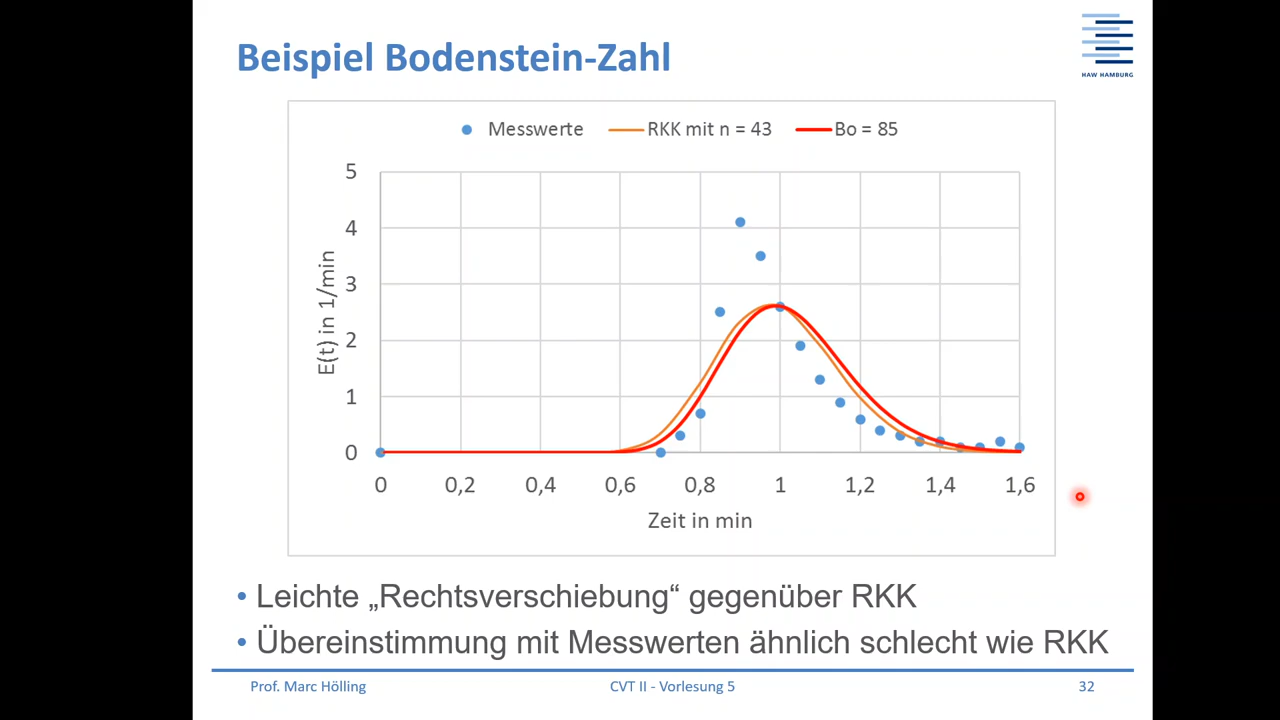 Beispiel Bodenstein-Zahl
HAW HAMBURG
Messwerte RKK mit n = 43 Bo = 85
5
4
3
2
1
0
E(t) in 1/min
0 0,2 0,4 0,6 0,8 1 1,2 1,4 1,6
Zeit in min
• Leichte „Rechtsverschiebung“ gegenüber RKK
• Übereinstimmung mit Messwerten ähnlich schlecht wie RKK
Prof. Marc Hölling CVT II - Vorlesung 5 32